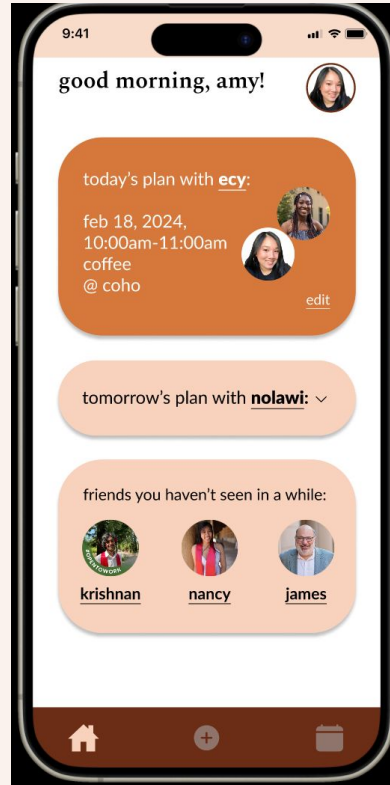 9:41
good morning, amy!
today's plan with ecy:
feb 18, 2024,
10:00am-11:00am
coffee
@ coho
edit
tomorrow's plan with nolawi:
friends you haven't seen in a while:
#OPENTOWORK
krishnan nancy james